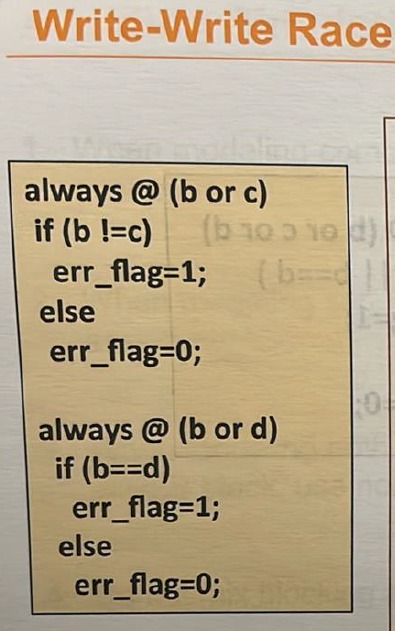 Write-Write Race
always @ (b or c)
if (b !=c)
err_flag=1;
else
err_flag=0;
always @ (b or d)
if (b==d)
err_flag=1;
else
err_flag=0;